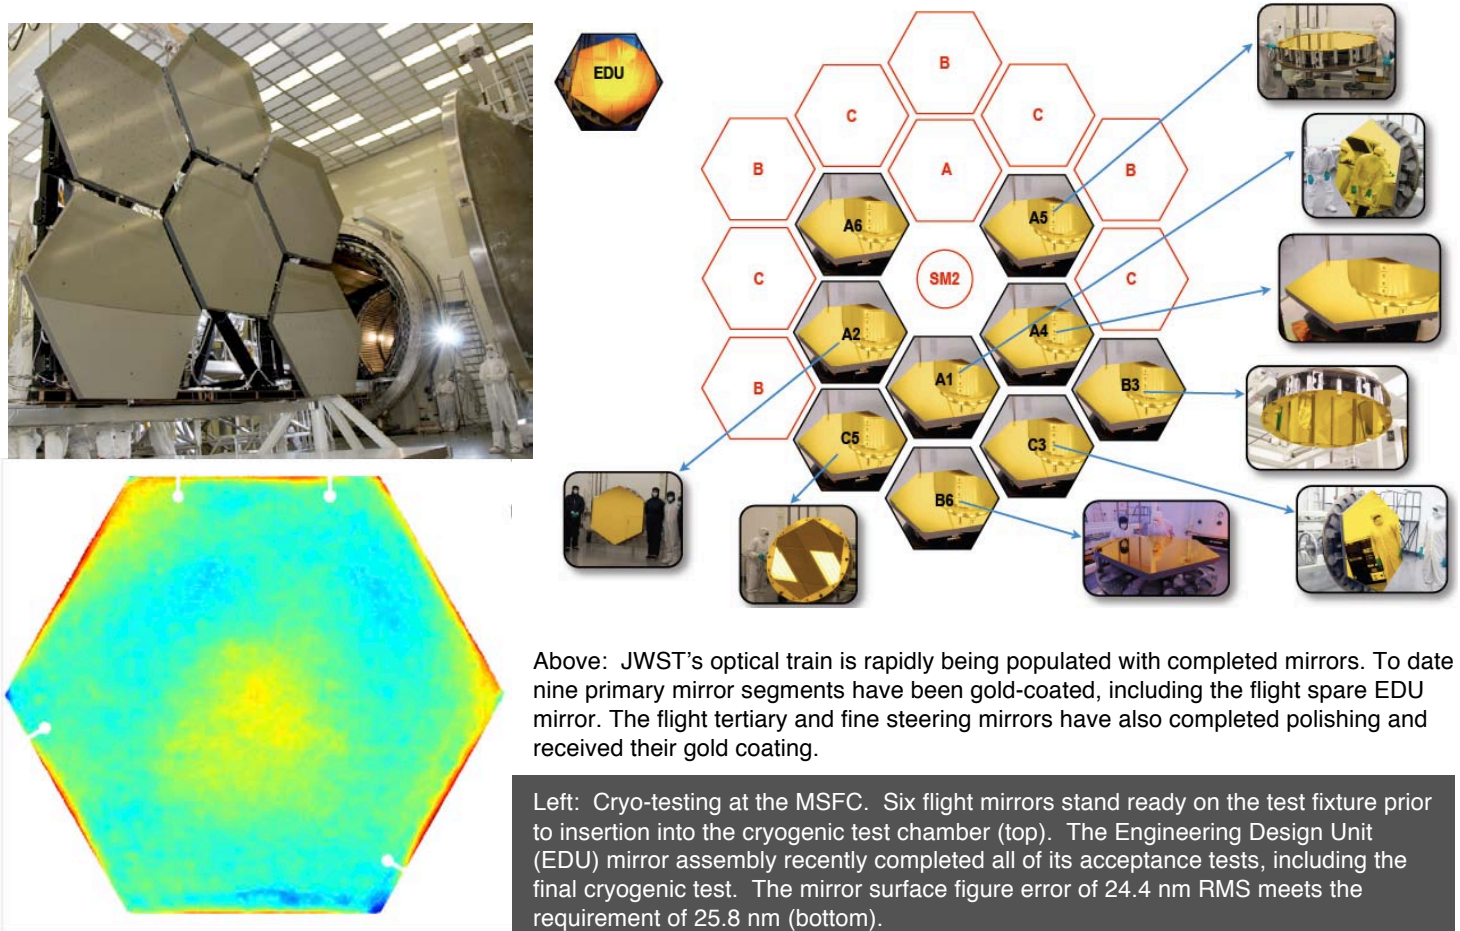 EDU
B
C
C
B
A
B
A6
A5
C
SM2
C
A2
A4
A1
B
B3
C5
C3
B6
Above: JWST’s optical train is rapidly being populated with completed mirrors. To date
nine primary mirror segments have been gold-coated, including the flight spare EDU
mirror. The flight tertiary and fine steering mirrors have also completed polishing and
received their gold coating.
Left: Cryo-testing at the MSFC. Six flight mirrors stand ready on the test fixture prior
to insertion into the cryogenic test chamber (top). The Engineering Design Unit
(EDU) mirror assembly recently completed all of its acceptance tests, including the
final cryogenic test. The mirror surface figure error of 24.4 nm RMS meets the
requirement of 25.8 nm (bottom).